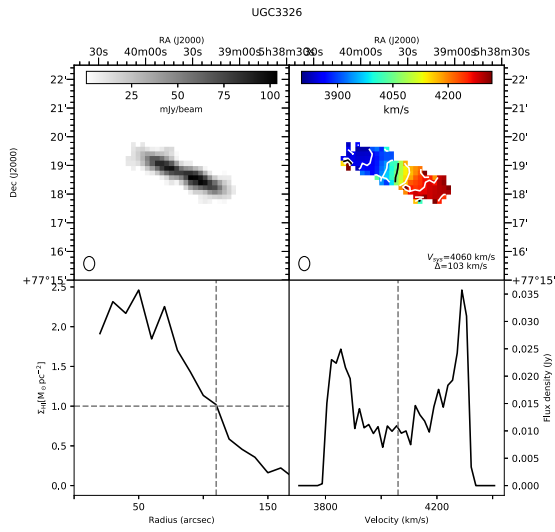 UGC3326
RA (J2000)
RA (J2000)
30s 40m00s 30s 39m00s 5h38m30s
30s 40m00s 30s 39m00s 5h38m30s
22'
21'
20'
19'
18'
17'
16'
+77°15'
Dec (J2000)
25 50 75 100
mJy/beam
3900 4050 4200
km/s
22'
21'
20'
19'
18'
17'
16'
+77°15'
V_sys=4060 km/s
Δ=103 km/s
2.5
2.0
1.5
1.0
0.5
0.0
Σ_HI[M_⊙pc⁻²]
50 150
Radius (arcsec)
0.035
0.030
0.025
0.020
0.015
0.010
0.005
0.000
Flux density (Jy)
3800 4200
Velocity (km/s)